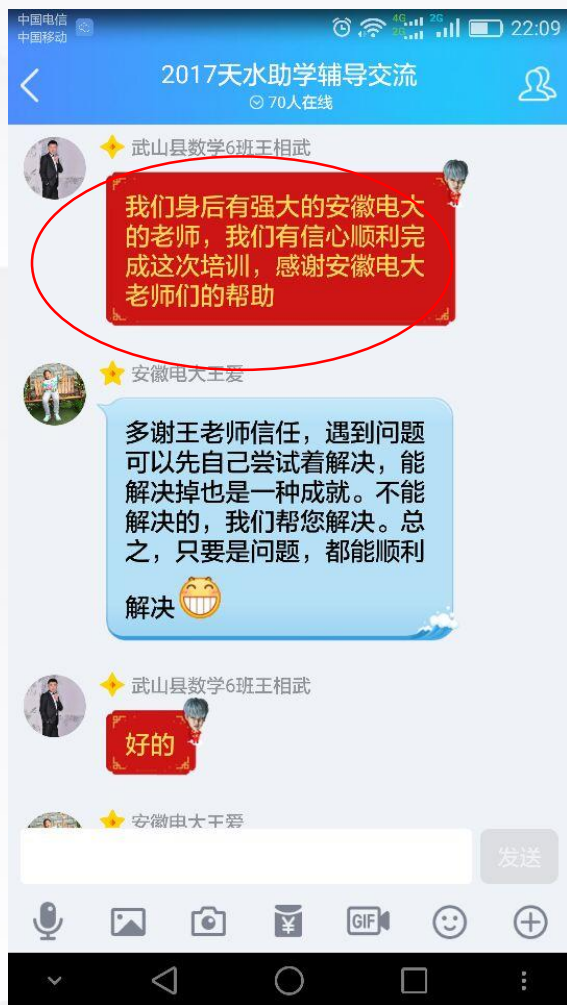 中国电信
中国移动
4G
2G
2G
22:09
2017天水助学辅导交流
70人在线
武山县数学6班王相武
我们身后有强大的安徽电大
的老师，我们有信心顺利完
成这次培训，感谢安徽电大
老师们的帮助
安徽电大王爱
多谢王老师信任，遇到问题
可以先自己尝试着解决，能
解决掉也是一种成就。不能
解决的，我们帮您解决。总
之，只要是问题，都能顺利
解决
武山县数学6班王相武
好的
安徽电大王爱
发送
GIF